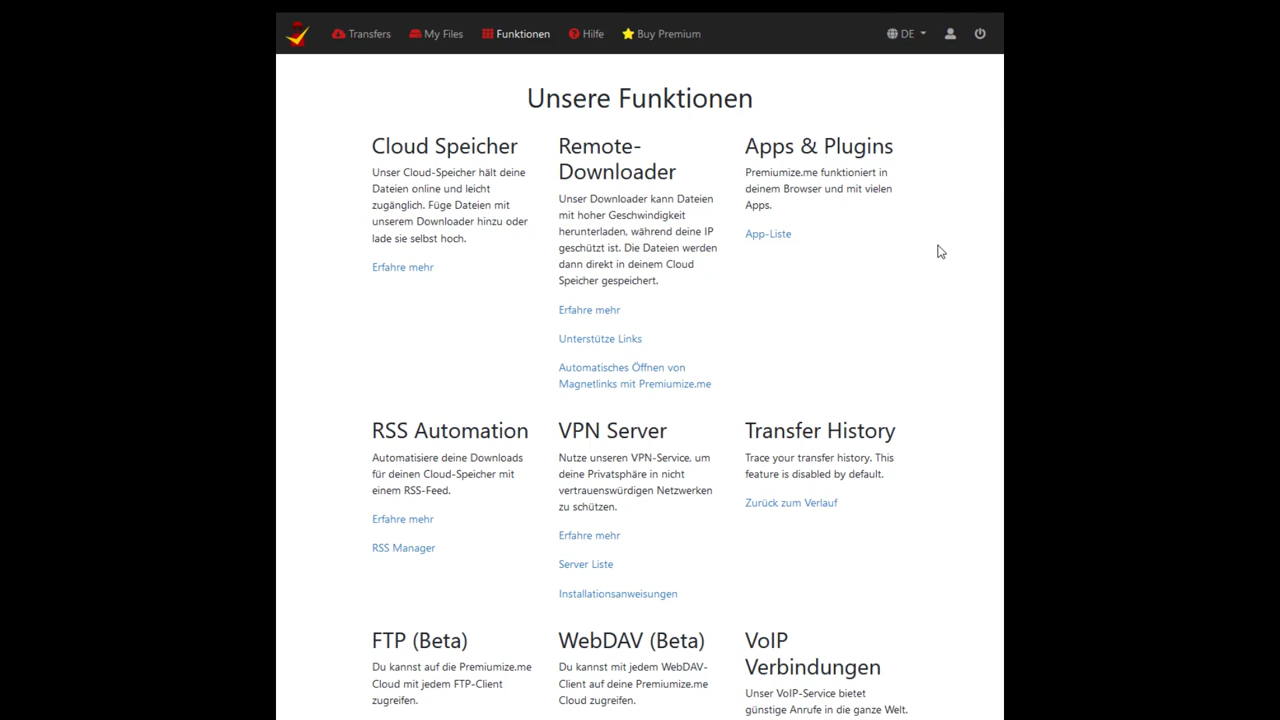 Transfers My Files Funktionen Hilfe Buy Premium DE
Unsere Funktionen
Cloud Speicher
Unser Cloud-Speicher hält deine
Dateien online und leicht
zugänglich. Füge Dateien mit
unserem Downloader hinzu oder
lade sie selbst hoch.
Erfahre mehr
Remote-
Downloader
Unser Downloader kann Dateien
mit hoher Geschwindigkeit
herunterladen, während deine IP
geschützt ist. Die Dateien werden
dann direkt in deinem Cloud
Speicher gespeichert.
Erfahre mehr
Unterstütze Links
Automatisches Öffnen von
Magnetlinks mit Premiumize.me
Apps & Plugins
Premiumize.me funktioniert in
deinem Browser und mit vielen
Apps.
App-Liste
RSS Automation
Automatisiere deine Downloads
für deinen Cloud-Speicher mit
einem RSS-Feed.
Erfahre mehr
RSS Manager
VPN Server
Nutze unseren VPN-Service, um
deine Privatsphäre in nicht
vertrauenswürdigen Netzwerken
zu schützen.
Erfahre mehr
Server Liste
Installationsanweisungen
Transfer History
Trace your transfer history. This
feature is disabled by default.
Zurück zum Verlauf
FTP (Beta)
Du kannst auf die Premiumize.me
Cloud mit jedem FTP-Client
zugreifen.
WebDAV (Beta)
Du kannst mit jedem WebDAV-
Client auf deine Premiumize.me
Cloud zugreifen.
VoIP
Verbindungen
Unser VoIP-Service bietet
günstige Anrufe in die ganze Welt.